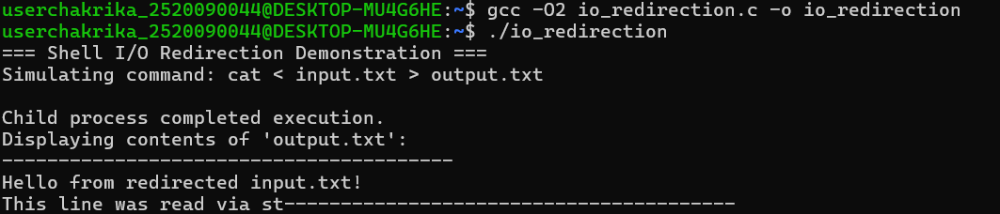 userchakrika_2520090044@DESKTOP-MU4G6HE:~$ gcc -O2 io_redirection.c -o io_redirection
userchakrika_2520090044@DESKTOP-MU4G6HE:~$ ./io_redirection
=== Shell I/O Redirection Demonstration ===
Simulating command: cat < input.txt > output.txt
Child process completed execution.
Displaying contents of 'output.txt':
----------------------------------------
Hello from redirected input.txt!
This line was read via st----------------------------------------